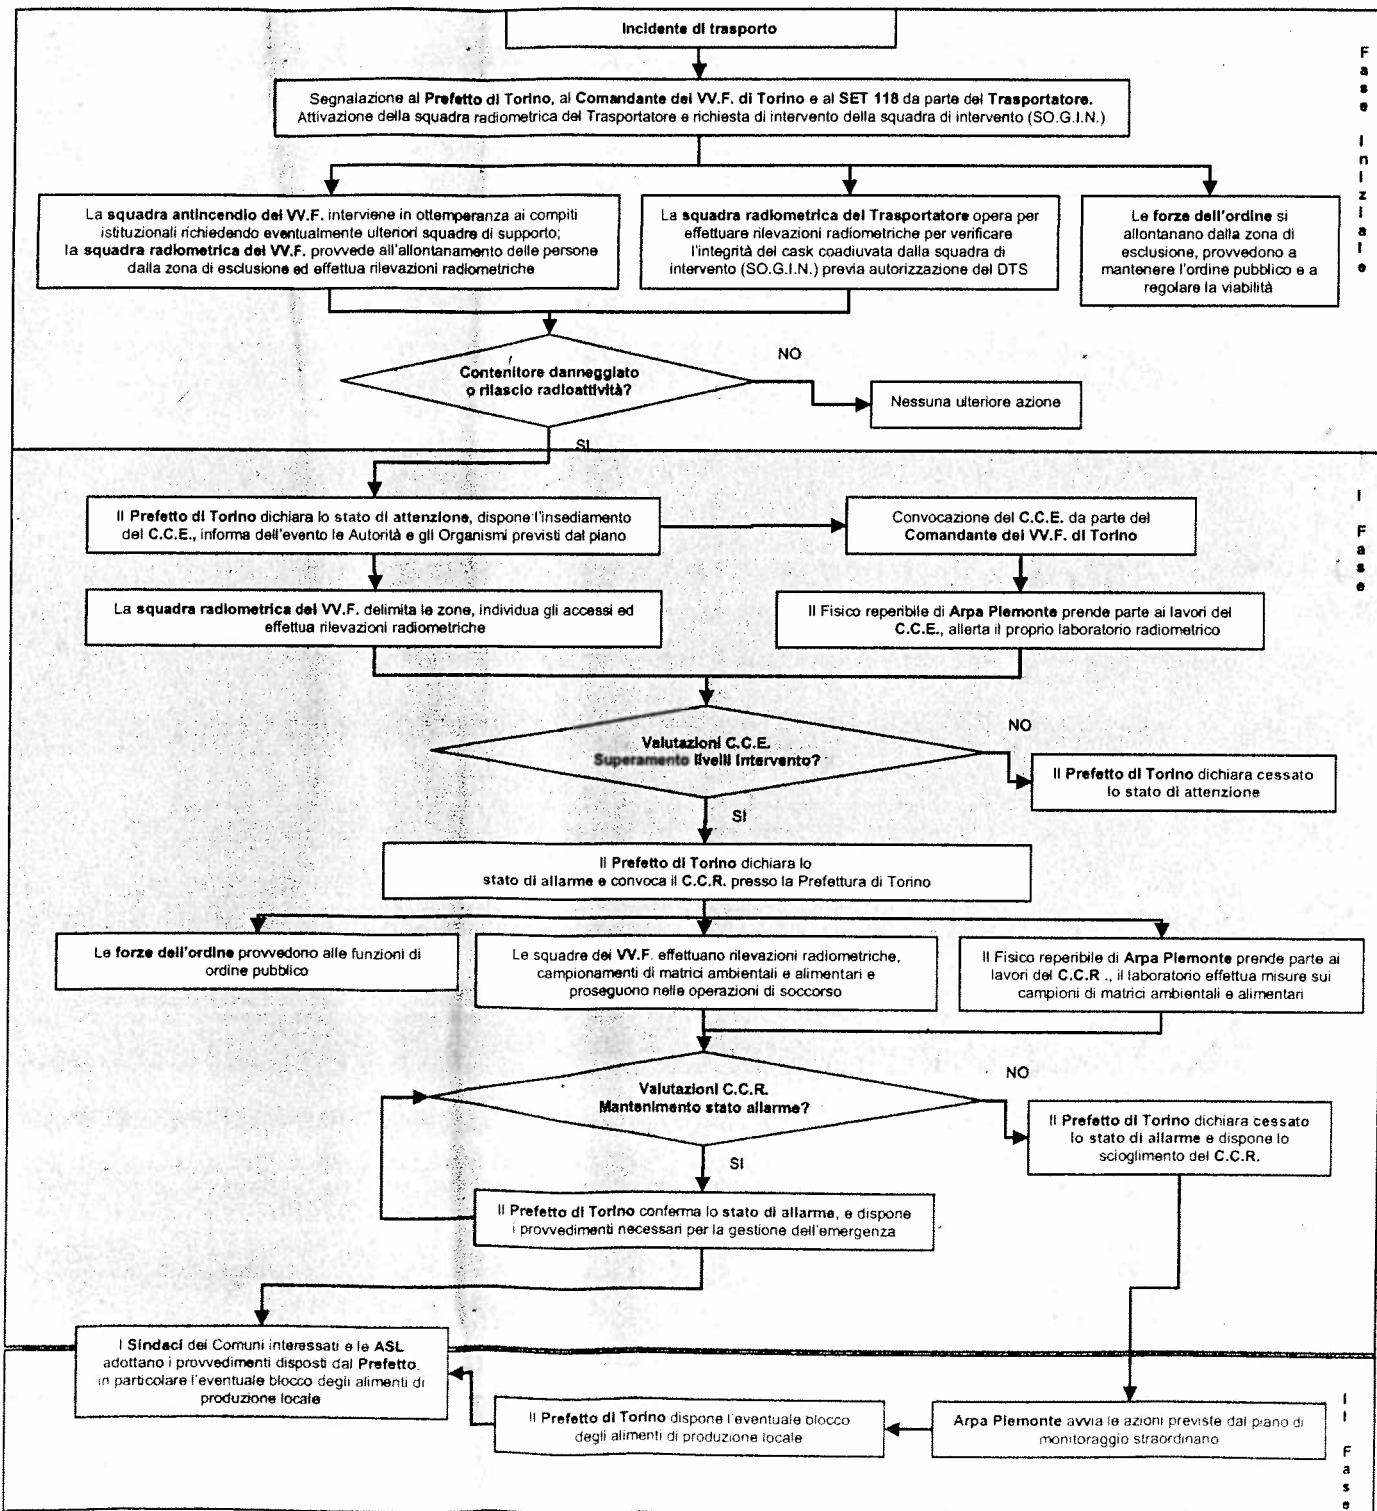 Incidente di trasporto
Fase Iniziale
Segnalazione al Prefetto di Torino, al Comandante dei VV.F. di Torino e al SET 118 da parte del Trasportatore.
Attivazione della squadra radiometrica del Trasportatore e richiesta di intervento della squadra di intervento (SO.G.I.N.)
La squadra antincendio dei VV.F. interviene in ottemperanza ai compiti
istituzionali richiedendo eventualmente ulteriori squadre di supporto;
la squadra radiometrica dei VV.F. provvede all'allontanamento delle persone
dalla zona di esclusione ed effettua rilevazioni radiometriche
La squadra radiometrica del Trasportatore opera per
effettuare rilevazioni radiometriche per verificare
l'integrità del cask coadiuvata dalla squadra di
intervento (SO.G.I.N.) previa autorizzazione del DTS
Le forze dell'ordine si
allontanano dalla zona di
esclusione, provvedono a
mantenere l'ordine pubblico e a
regolare la viabilità
Contenitore danneggiato
o rilascio radioattività?
NO
Nessuna ulteriore azione
SI
I Fase
Il Prefetto di Torino dichiara lo stato di attenzione, dispone l'insediamento
del C.C.E., informa dell'evento le Autorità e gli Organismi previsti dal piano
Convocazione del C.C.E. da parte del
Comandante dei VV.F. di Torino
La squadra radiometrica dei VV.F. delimita le zone, individua gli accessi ed
effettua rilevazioni radiometriche
Il Fisico reperibile di Arpa Piemonte prende parte ai lavori del
C.C.E., allerta il proprio laboratorio radiometrico
Valutazioni C.C.E.
Superamento livelli intervento?
NO
Il Prefetto di Torino dichiara cessato
lo stato di attenzione
SI
Il Prefetto di Torino dichiara lo
stato di allarme e convoca il C.C.R. presso la Prefettura di Torino
Le forze dell'ordine provvedono alle funzioni di
ordine pubblico
Le squadre dei VV.F. effettuano rilevazioni radiometriche,
campionamenti di matrici ambientali e alimentari e
proseguono nelle operazioni di soccorso
Il Fisico reperibile di Arpa Piemonte prende parte ai
lavori del C.C.R ., il laboratorio effettua misure sui
campioni di matrici ambientali e alimentari
Valutazioni C.C.R.
Mantenimento stato allarme?
NO
Il Prefetto di Torino dichiara cessato
lo stato di allarme e dispone lo
scioglimento del C.C.R.
SI
Il Prefetto di Torino conferma lo stato di allarme, e dispone
i provvedimenti necessari per la gestione dell'emergenza
I Sindaci dei Comuni interessati e le ASL
adottano i provvedimenti disposti dal Prefetto,
in particolare l'eventuale blocco degli alimenti di
produzione locale
II Fase
Il Prefetto di Torino dispone l'eventuale blocco
degli alimenti di produzione locale
Arpa Piemonte avvia le azioni previste dal piano di
monitoraggio straordinario